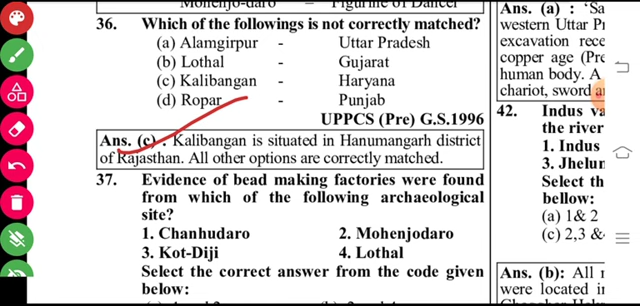 Mohenjo-daro – Figurine of Dancer
36. Which of the followings is not correctly matched?
(a) Alamgirpur - Uttar Pradesh
(b) Lothal - Gujarat
(c) Kalibangan - Haryana
(d) Ropar - Punjab
UPPCS (Pre) G.S.1996
Ans. (c) : Kalibangan is situated in Hanumangarh district
of Rajasthan. All other options are correctly matched.
37. Evidence of bead making factories were found
from which of the following archaeological
site?
1. Chanhudaro 2. Mohenjodaro
3. Kot-Diji 4. Lothal
Select the correct answer from the code given
below:
Ans. (a) : 'Sa
western Uttar Pr
excavation rece
copper age (Pre
human body. A
chariot, sword a
42. Indus va
the river
1. Indus
3. Jhelun
Select th
bellow:
(a) 1& 2
(c) 2,3 &
Ans. (b): All
were located in